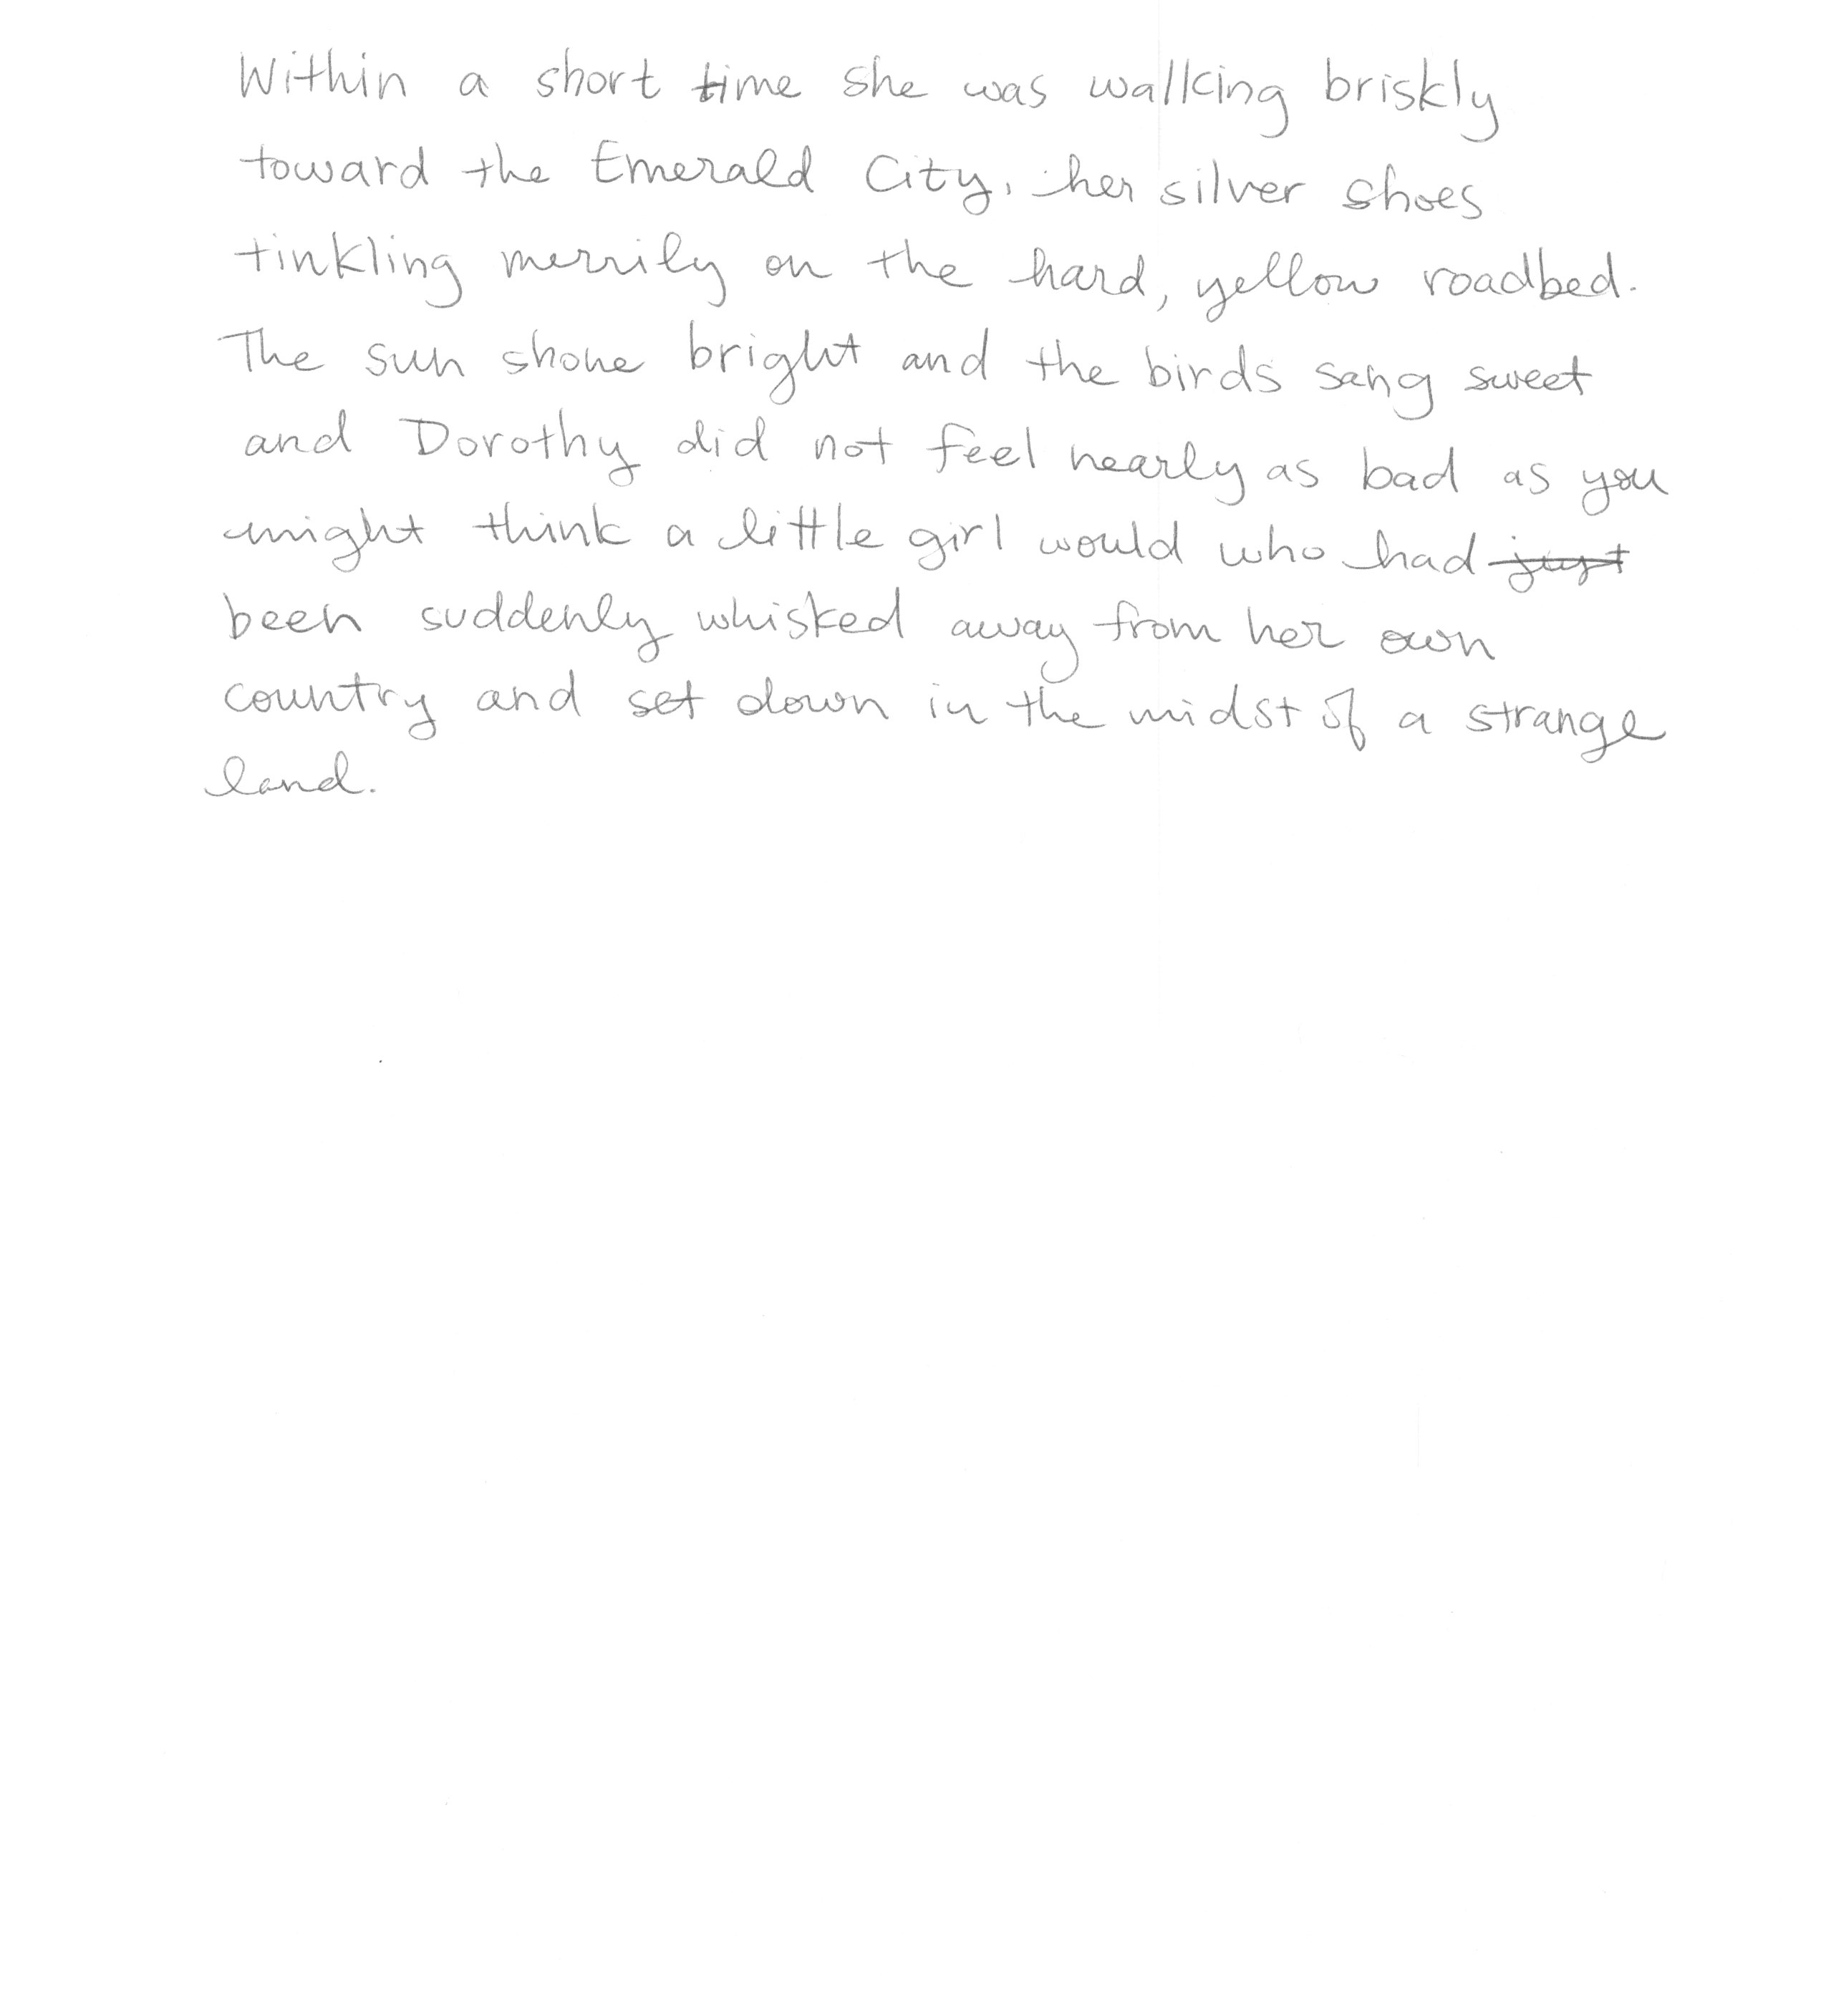 Within a short time she was walking briskly
toward the Emerald City, her silver shoes
tinkling merrily on the hard, yellow roadbed.
The sun shone bright and the birds sang sweet
and Dorothy did not feel nearly as bad as you
might think a little girl would who had just
been suddenly whisked away from her own
country and set down in the midst of a strange
land.